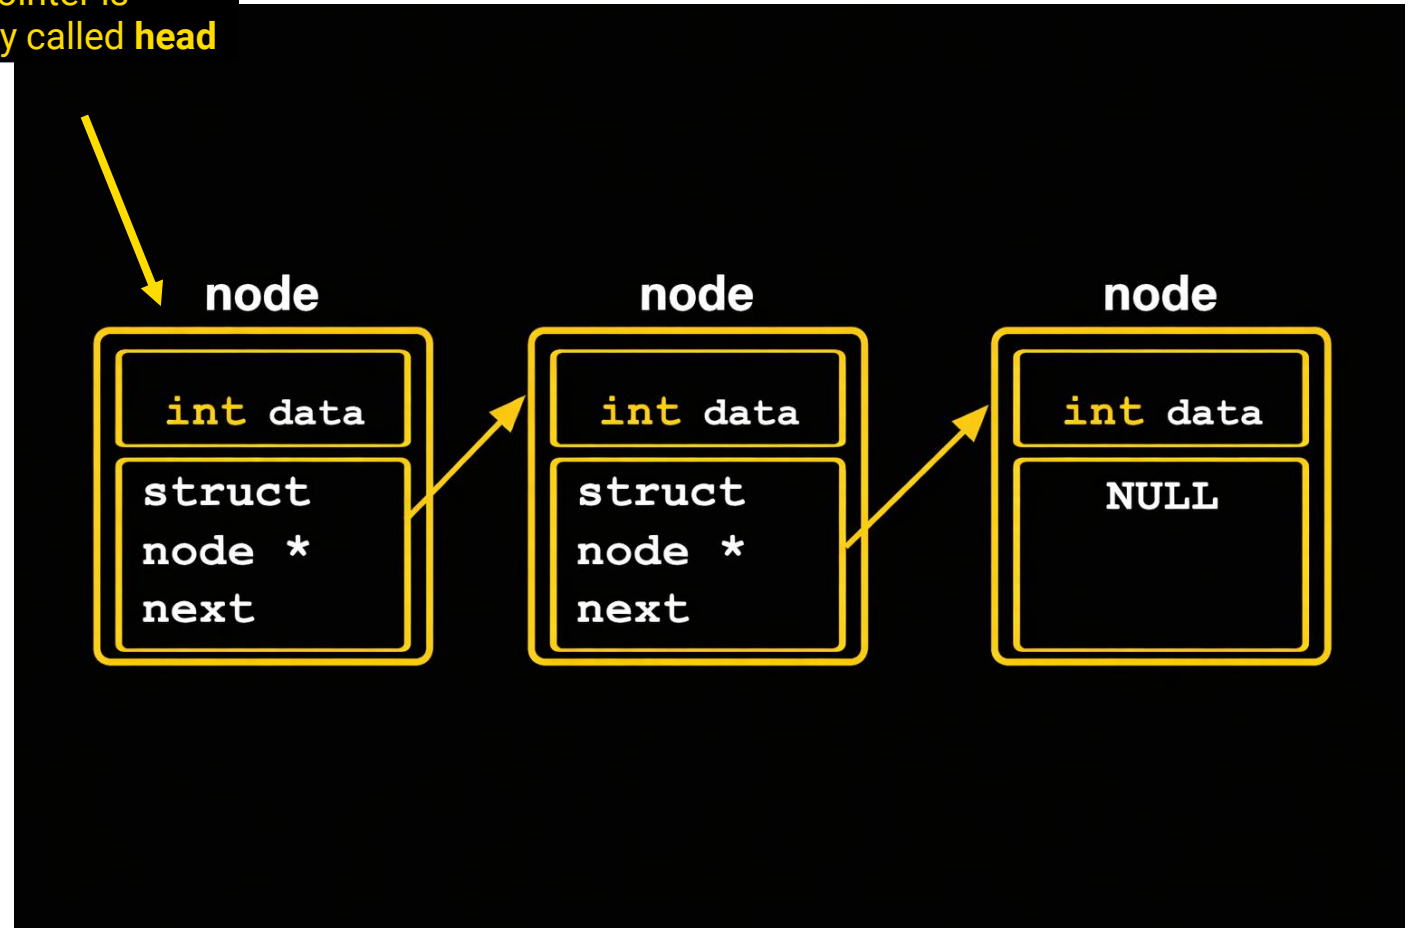 y called head
node
node
node
int data
int data
int data
struct
node *
next
struct
node *
next
NULL